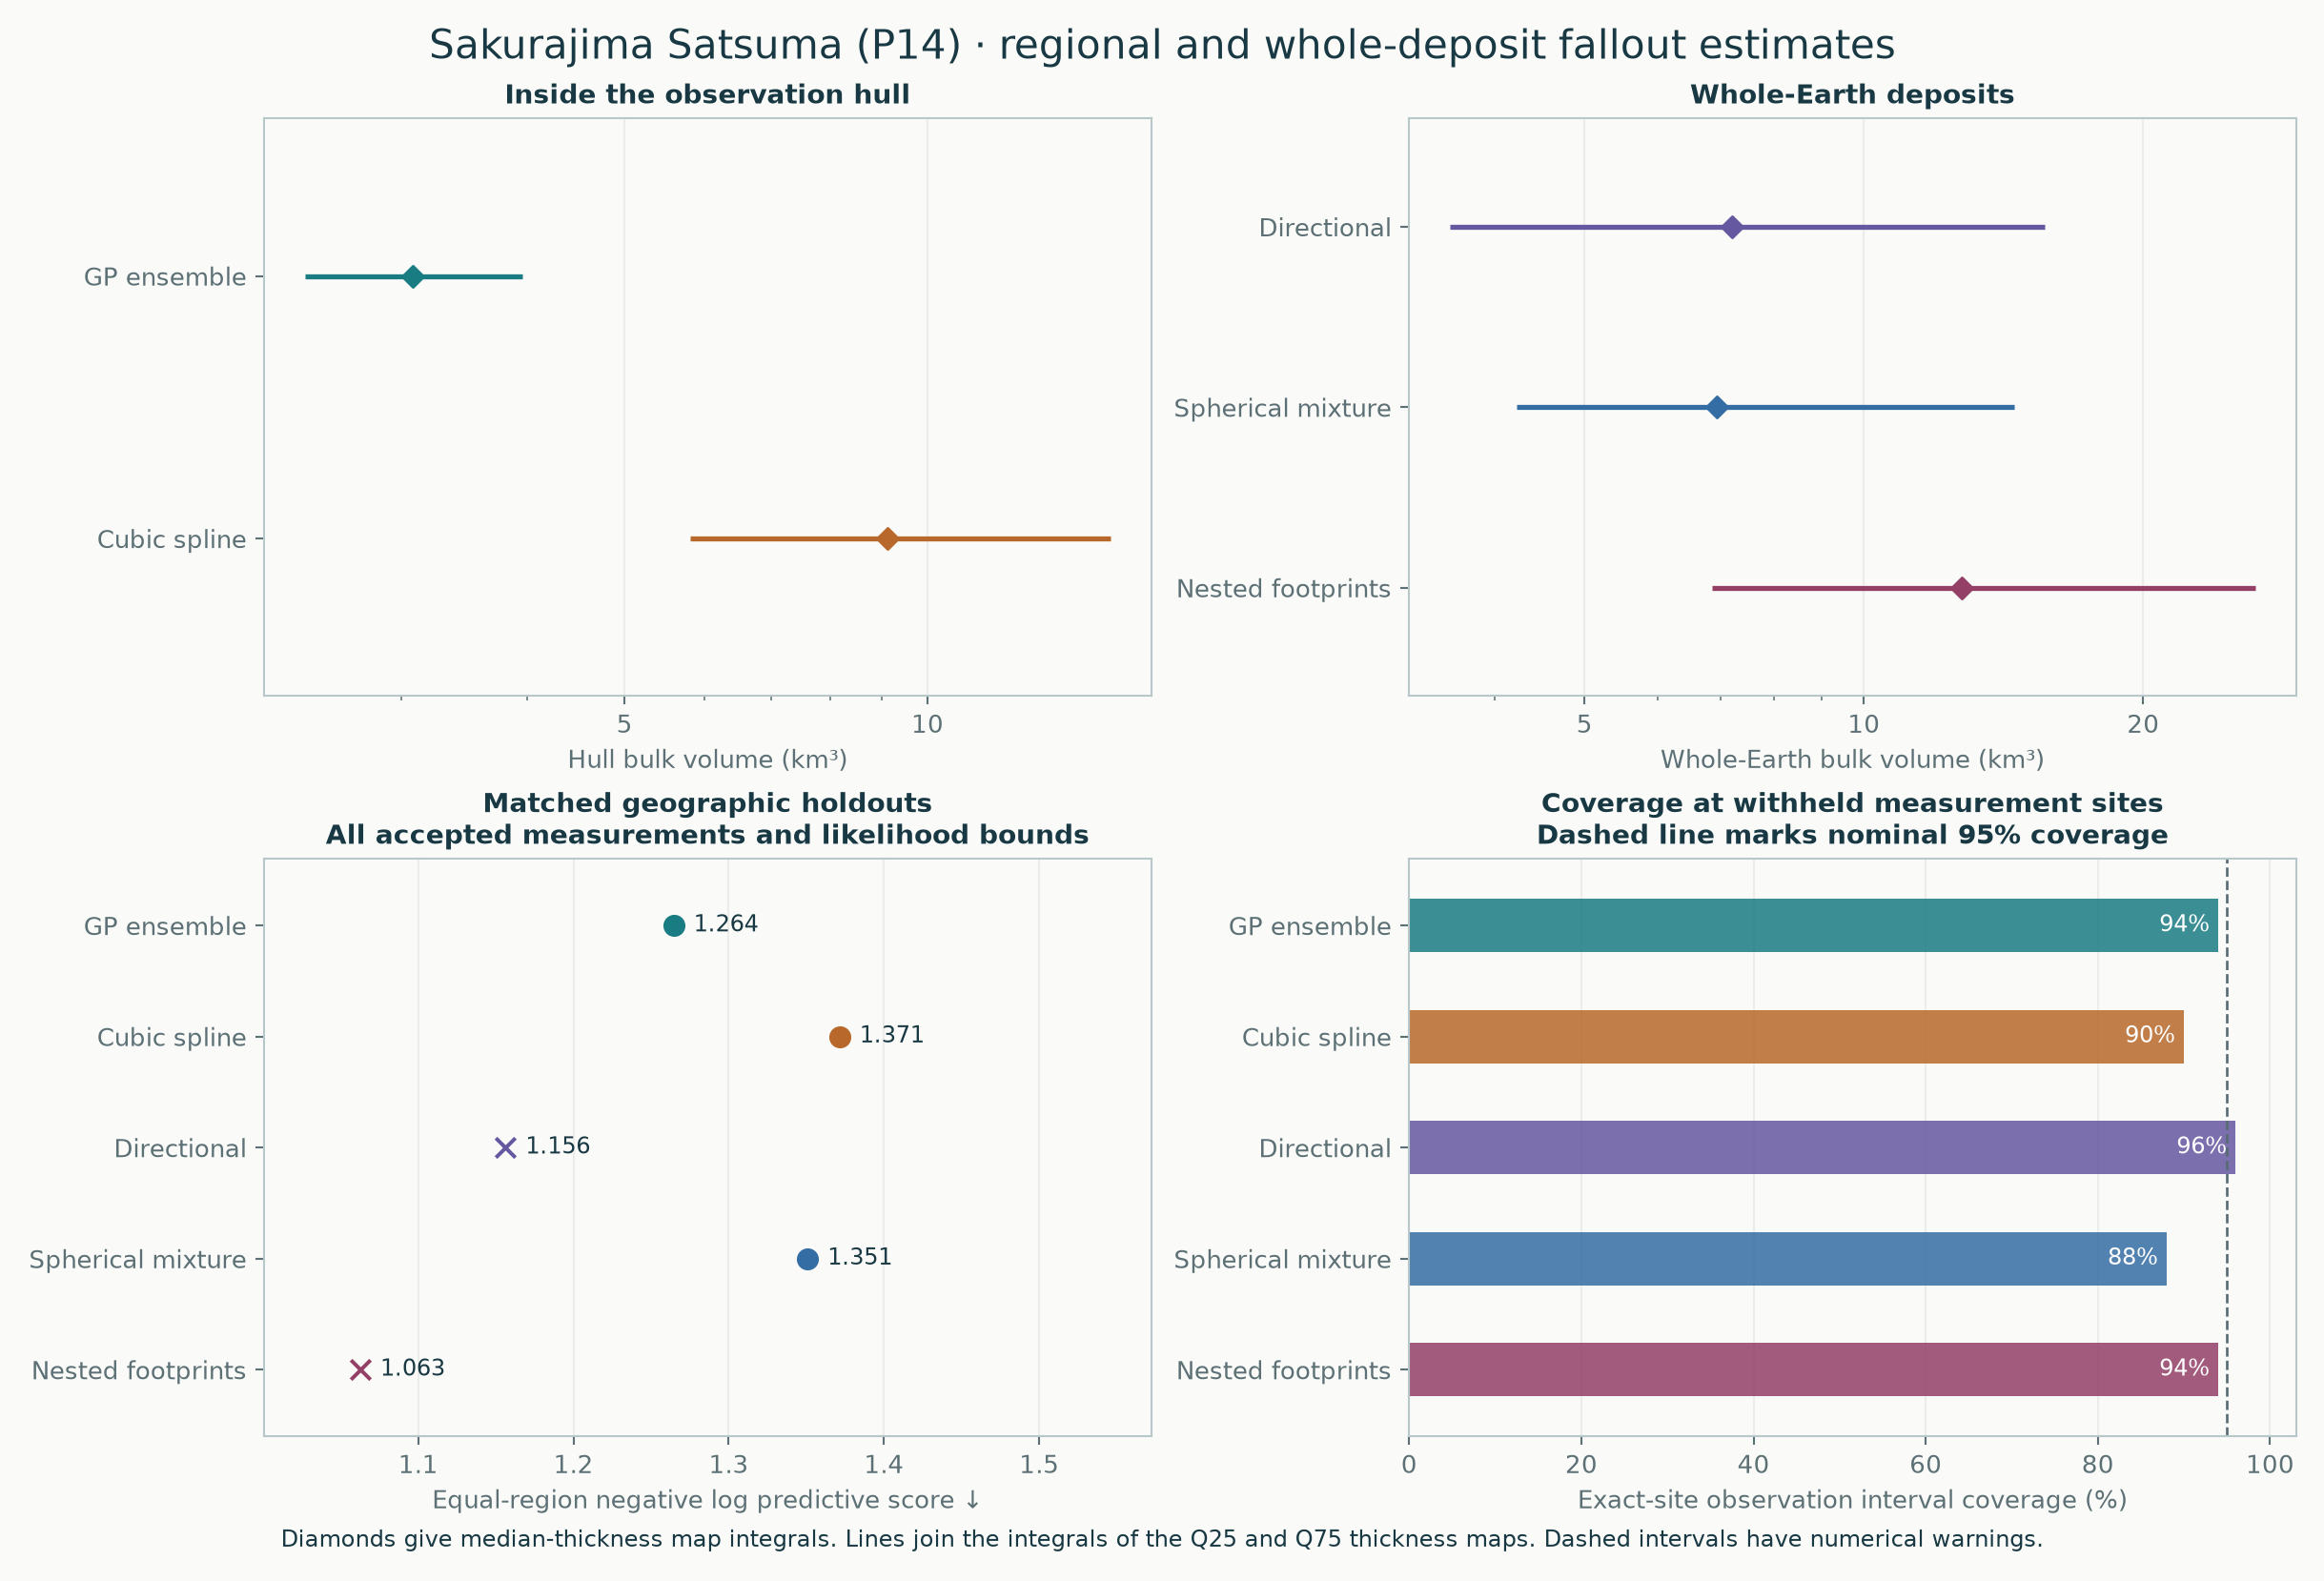 Sakurajima Satsuma (P14) · regional and whole-deposit fallout estimates
Inside the observation hull
GP ensemble
Cubic spline
5
10
Hull bulk volume (km³)
Whole-Earth deposits
Directional
Spherical mixture
Nested footprints
5
10
20
Whole-Earth bulk volume (km³)
Matched geographic holdouts
All accepted measurements and likelihood bounds
GP ensemble
1.264
Cubic spline
1.371
Directional
1.156
Spherical mixture
1.351
Nested footprints
1.063
1.1
1.2
1.3
1.4
1.5
Equal-region negative log predictive score ↓
Coverage at withheld measurement sites
Dashed line marks nominal 95% coverage
GP ensemble
94%
Cubic spline
90%
Directional
96%
Spherical mixture
88%
Nested footprints
94%
0
20
40
60
80
100
Exact-site observation interval coverage (%)
Diamonds give median-thickness map integrals. Lines join the integrals of the Q25 and Q75 thickness maps. Dashed intervals have numerical warnings.